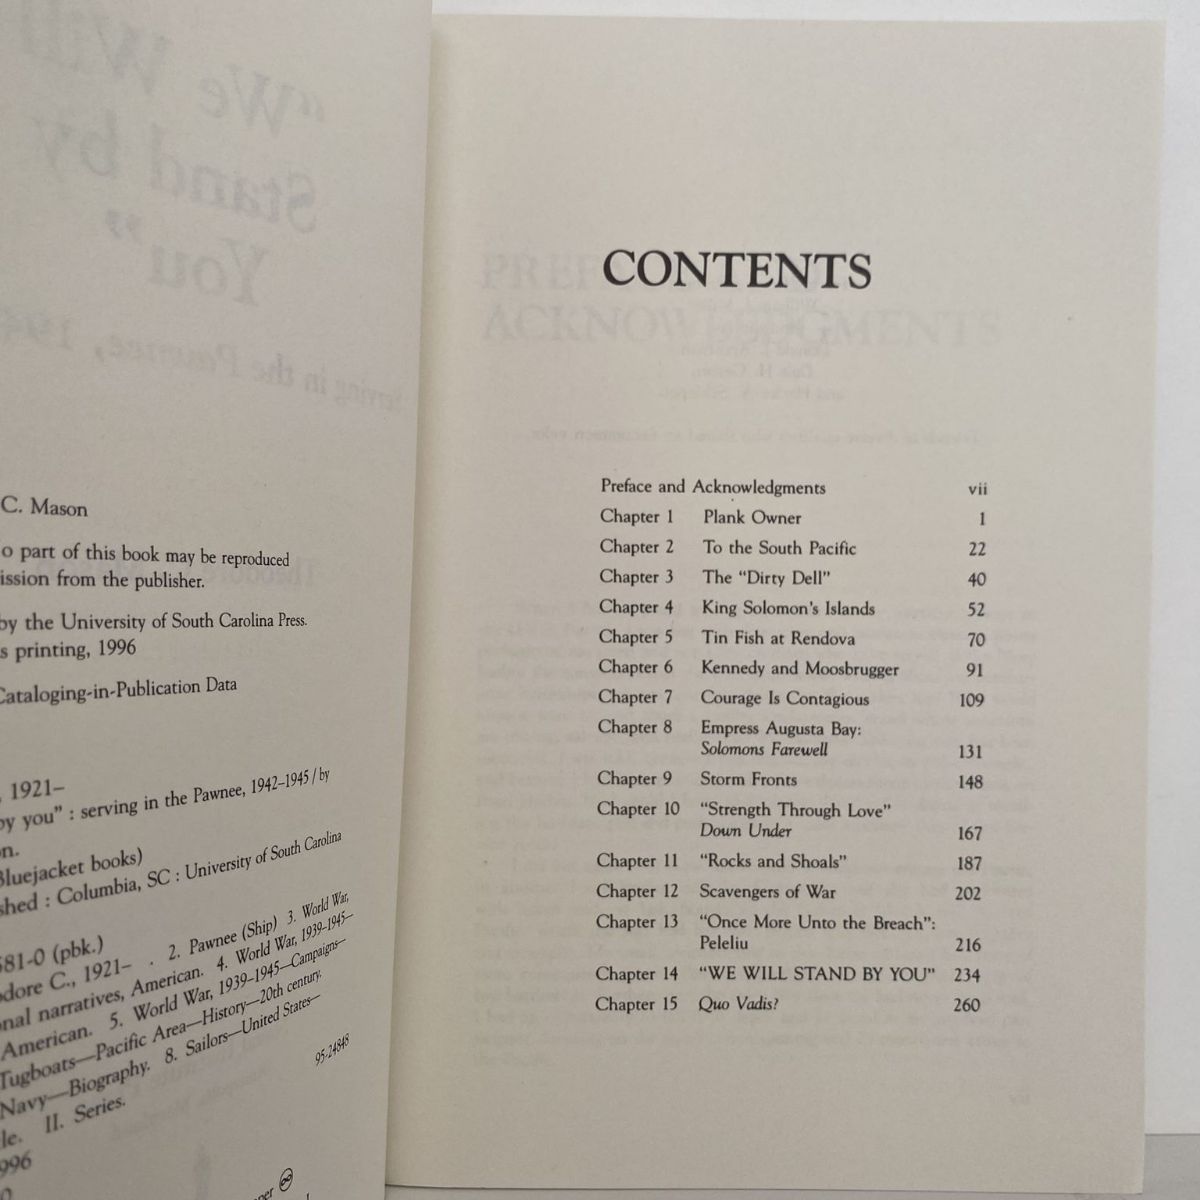 C. Mason
o part of this book may be reproduced
ission from the publisher.
by the University of South Carolina Press.
s printing, 1996
Cataloging-in-Publication Data
, 1921–
by you" : serving in the Pawnee, 1942–1945 / by
n.
Bluejacket books)
shed : Columbia, SC : University of South Carolina
581-0 (pbk.)
dore C., 1921– . 2. Pawnee (Ship) 3. World War,
nal narratives, American. 4. World War, 1939–1945—
American. 5. World War, 1939–1945—Campaigns—
Tugboats—Pacific Area—History—20th century.
Navy—Biography. 8. Sailors—United States—
le. II. Series.
95-24848
996
0
aper
CONTENTS
Preface and Acknowledgments vii
Chapter 1 Plank Owner 1
Chapter 2 To the South Pacific 22
Chapter 3 The "Dirty Dell" 40
Chapter 4 King Solomon's Islands 52
Chapter 5 Tin Fish at Rendova 70
Chapter 6 Kennedy and Moosbrugger 91
Chapter 7 Courage Is Contagious 109
Chapter 8 Empress Augusta Bay:
Solomons Farewell 131
Chapter 9 Storm Fronts 148
Chapter 10 "Strength Through Love"
Down Under 167
Chapter 11 "Rocks and Shoals" 187
Chapter 12 Scavengers of War 202
Chapter 13 "Once More Unto the Breach":
Peleliu 216
Chapter 14 "WE WILL STAND BY YOU" 234
Chapter 15 Quo Vadis? 260